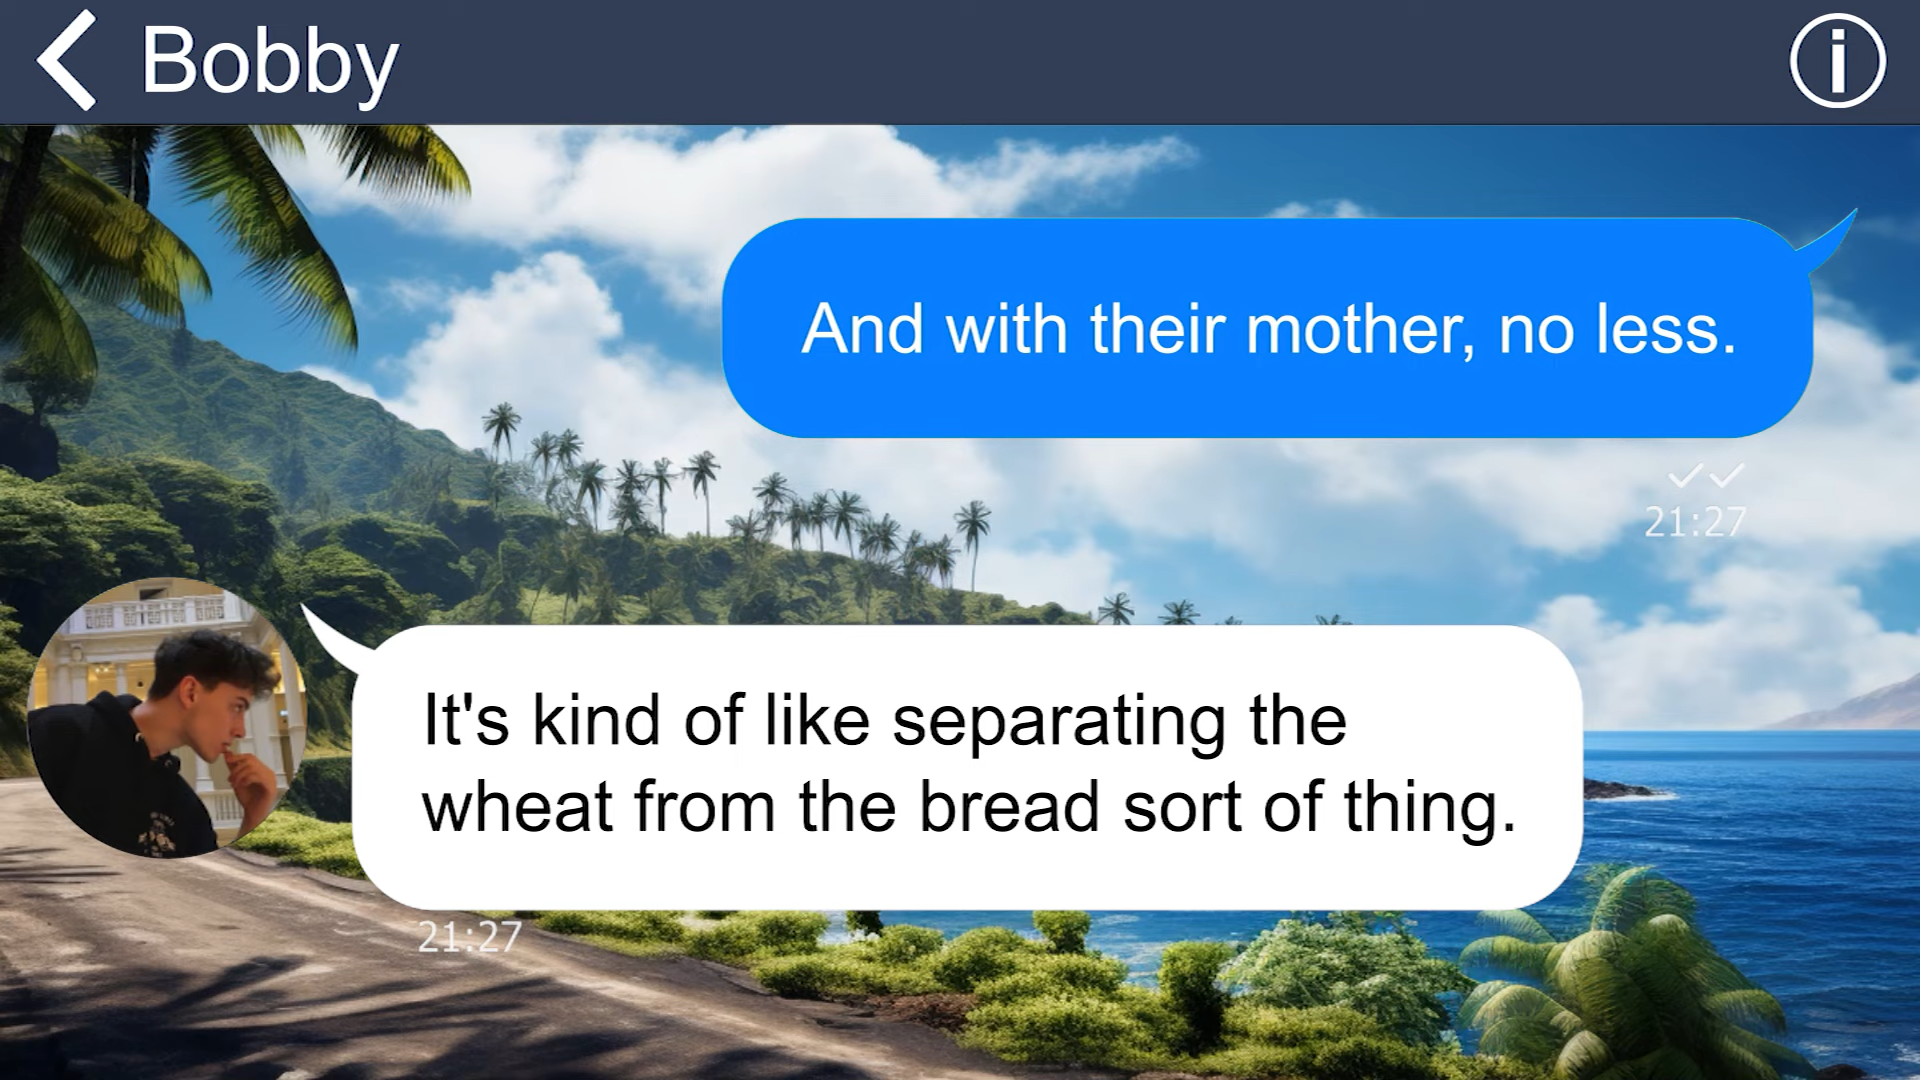 Bobby
And with their mother, no less.
21:27
It's kind of like separating the
wheat from the bread sort of thing.
21:27